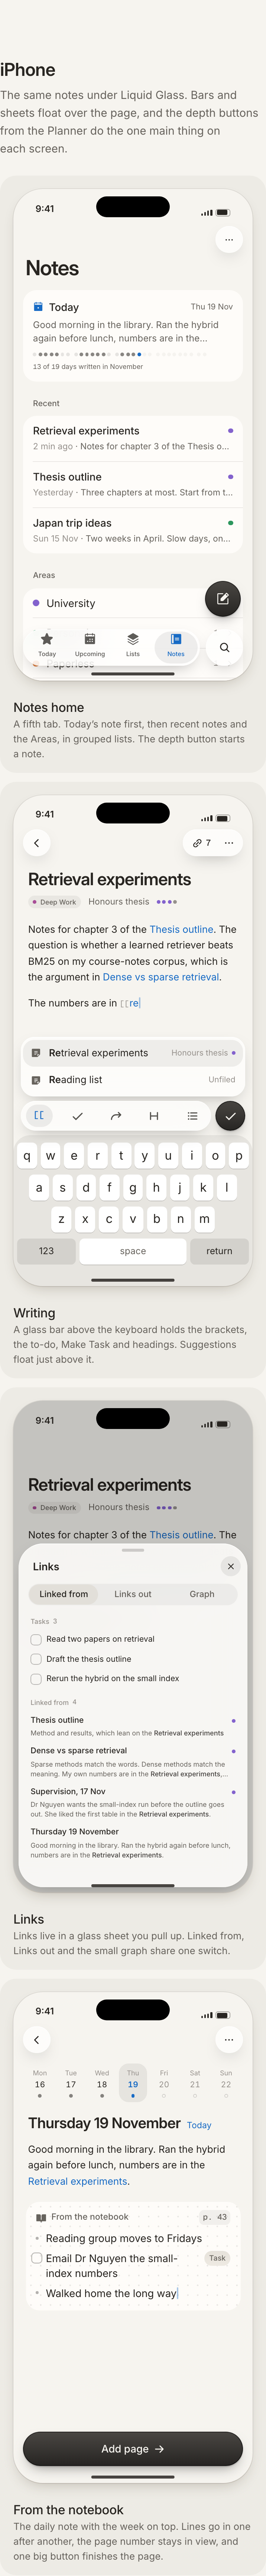 iPhone
The same notes under Liquid Glass. Bars and
sheets float over the page, and the depth buttons
from the Planner do the one main thing on
each screen.
9:41
Notes
Today
Thu 19 Nov
Good morning in the library. Ran the hybrid
again before lunch, numbers are in the…
13 of 19 days written in November
Recent
Retrieval experiments
2 min ago · Notes for chapter 3 of the Thesis o…
Thesis outline
Yesterday · Three chapters at most. Start from t…
Japan trip ideas
Sun 15 Nov · Two weeks in April. Slow days, on…
Areas
University
Today
Upcoming
Lists
Notes
Paperless
Notes home
A fifth tab. Today's note first, then recent notes and
the Areas, in grouped lists. The depth button starts
a note.
9:41
7
Retrieval experiments
Deep Work
Honours thesis
Notes for chapter 3 of the Thesis outline. The
question is whether a learned retriever beats
BM25 on my course-notes corpus, which is
the argument in Dense vs sparse retrieval.
The numbers are in [[re
Retrieval experiments
Honours thesis
Reading list
Unfiled
[[
q w e r t y u i o p
a s d f g h j k l
z x c v b n m
123 space return
Writing
A glass bar above the keyboard holds the brackets,
the to-do, Make Task and headings. Suggestions
float just above it.
9:41
Retrieval experiments
Deep Work
Honours thesis
Notes for chapter 3 of the Thesis outline. The
Links
Linked from
Links out
Graph
Tasks 3
Read two papers on retrieval
Draft the thesis outline
Rerun the hybrid on the small index
Linked from 4
Thesis outline
Method and results, which lean on the Retrieval experiments
Dense vs sparse retrieval
Sparse methods match the words. Dense methods match the
meaning. My own numbers are in the Retrieval experiments,…
Supervision, 17 Nov
Dr Nguyen wants the small-index run before the outline goes
out. She liked the first table in the Retrieval experiments.
Thursday 19 November
Good morning in the library. Ran the hybrid again before lunch,
numbers are in the Retrieval experiments.
Links
Links live in a glass sheet you pull up. Linked from,
Links out and the small graph share one switch.
9:41
Mon Tue Wed Thu Fri Sat Sun
16 17 18 19 20 21 22
Thursday 19 November Today
Good morning in the library. Ran the hybrid
again before lunch, numbers are in the
Retrieval experiments.
From the notebook
p. 43
Reading group moves to Fridays
Email Dr Nguyen the small-
index numbers
Task
Walked home the long way
Add page
From the notebook
The daily note with the week on top. Lines go in one
after another, the page number stays in view, and
one big button finishes the page.